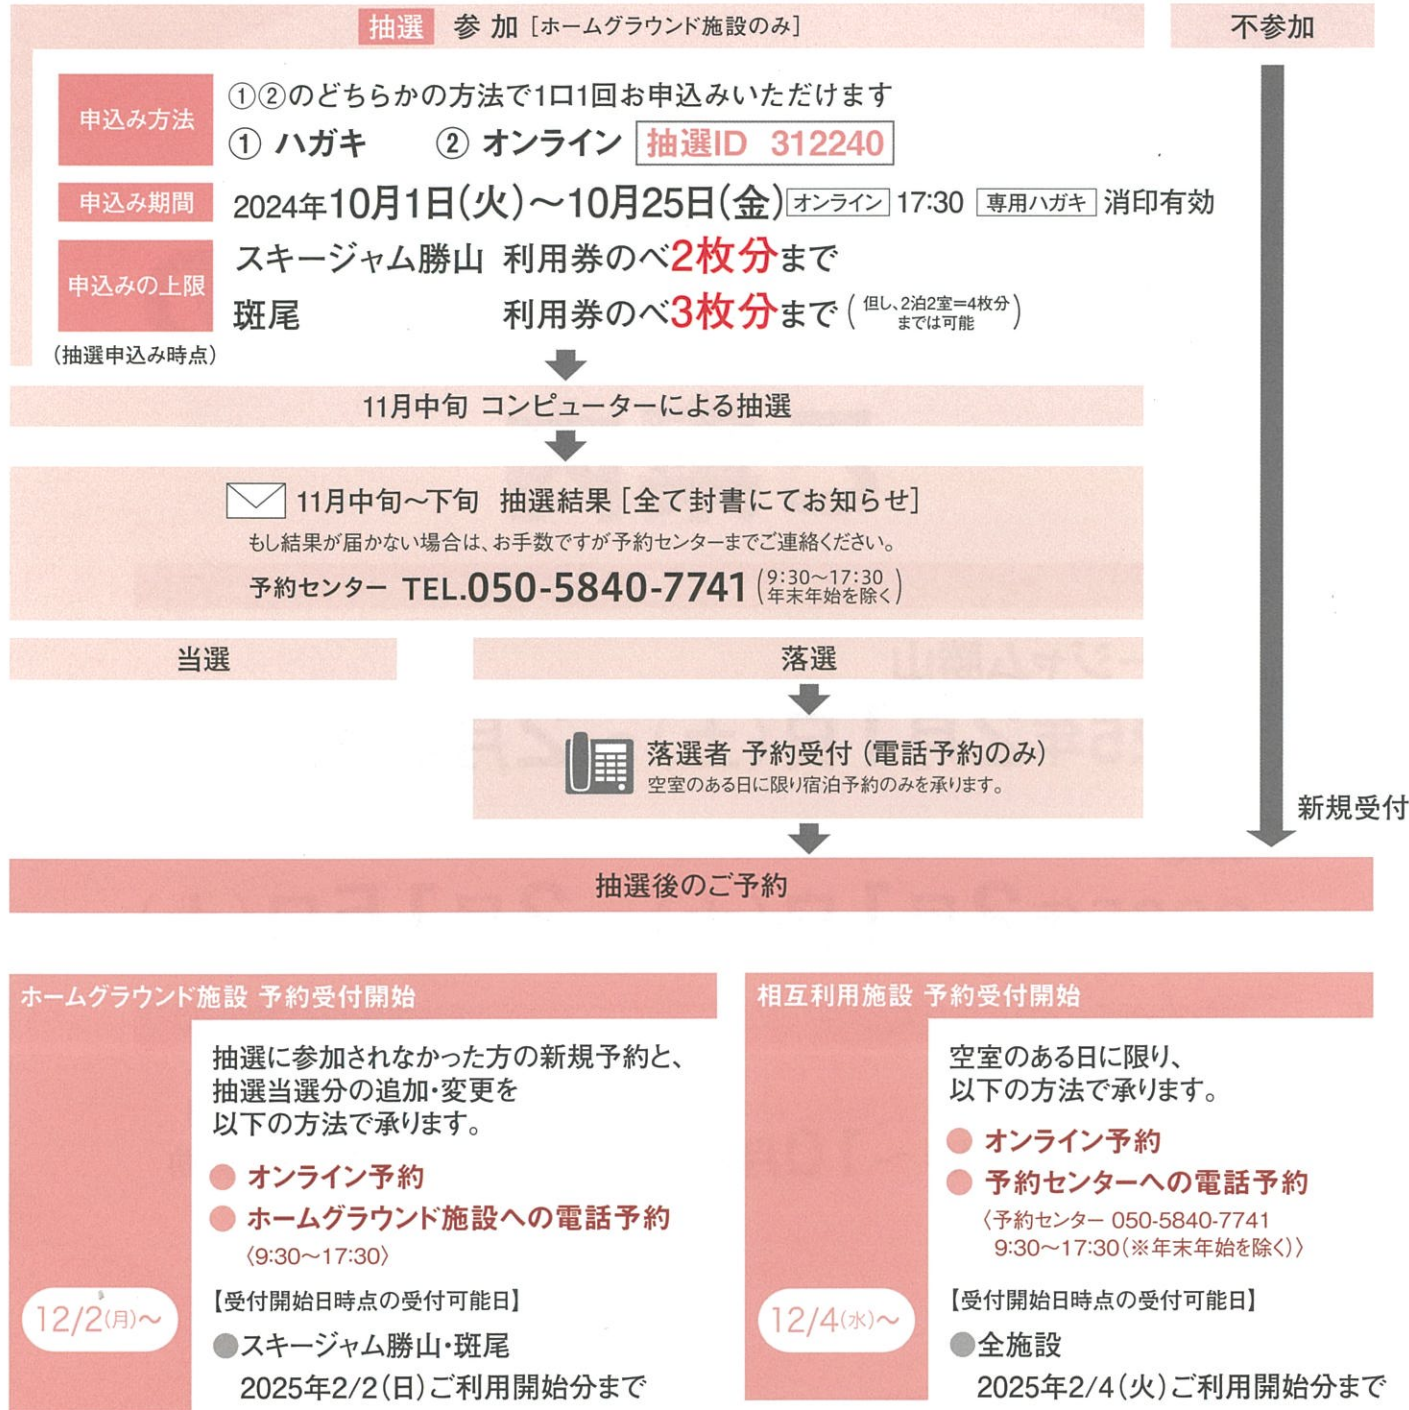 抽選 参加 [ホームグラウンド施設のみ]
不参加
申込み方法
①②のどちらかの方法で1口1回お申込みいただけます
① ハガキ ② オンライン 抽選ID 312240
申込み期間
2024年10月1日(火)〜10月25日(金) オンライン 17:30 専用ハガキ 消印有効
申込みの上限
(抽選申込み時点)
スキージャム勝山 利用券のべ2枚分まで
斑尾 利用券のべ3枚分まで (但し、2泊2室=4枚分
までは可能)
11月中旬 コンピューターによる抽選
11月中旬〜下旬 抽選結果 [全て封書にてお知らせ]
もし結果が届かない場合は、お手数ですが予約センターまでご連絡ください。
予約センター TEL.050-5840-7741 (9:30〜17:30
年末年始を除く)
当選
落選
落選者 予約受付 (電話予約のみ)
空室のある日に限り宿泊予約のみを承ります。
新規受付
抽選後のご予約
ホームグラウンド施設 予約受付開始
12/2(月)〜
抽選に参加されなかった方の新規予約と、
抽選当選分の追加・変更を
以下の方法で承ります。
● オンライン予約
● ホームグラウンド施設への電話予約
〈9:30〜17:30〉
【受付開始日時点の受付可能日】
●スキージャム勝山・斑尾
2025年2/2(日)ご利用開始分まで
相互利用施設 予約受付開始
12/4(水)〜
空室のある日に限り、
以下の方法で承ります。
● オンライン予約
● 予約センターへの電話予約
〈予約センター 050-5840-7741
9:30〜17:30(※年末年始を除く)〉
【受付開始日時点の受付可能日】
●全施設
2025年2/4(火)ご利用開始分まで